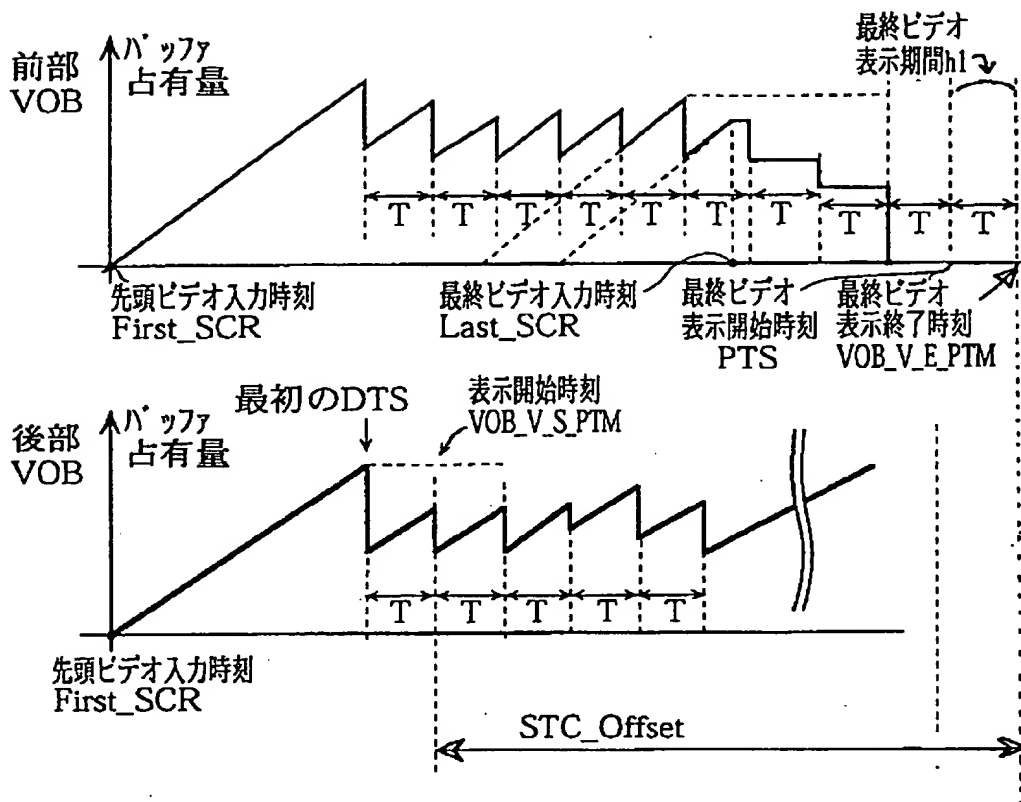 最終ビデオ
表示期間h1
前部
VOB
バッファ
占有量
T T T T T T T T T T
先頭ビデオ入力時刻
First_SCR
最終ビデオ入力時刻
Last_SCR
最終ビデオ
表示開始時刻
PTS
最終ビデオ
表示終了時刻
VOB_V_E_PTM
後部
VOB
バッファ
占有量
最初のDTS
表示開始時刻
VOB_V_S_PTM
T T T T T
先頭ビデオ入力時刻
First_SCR
STC_Offset